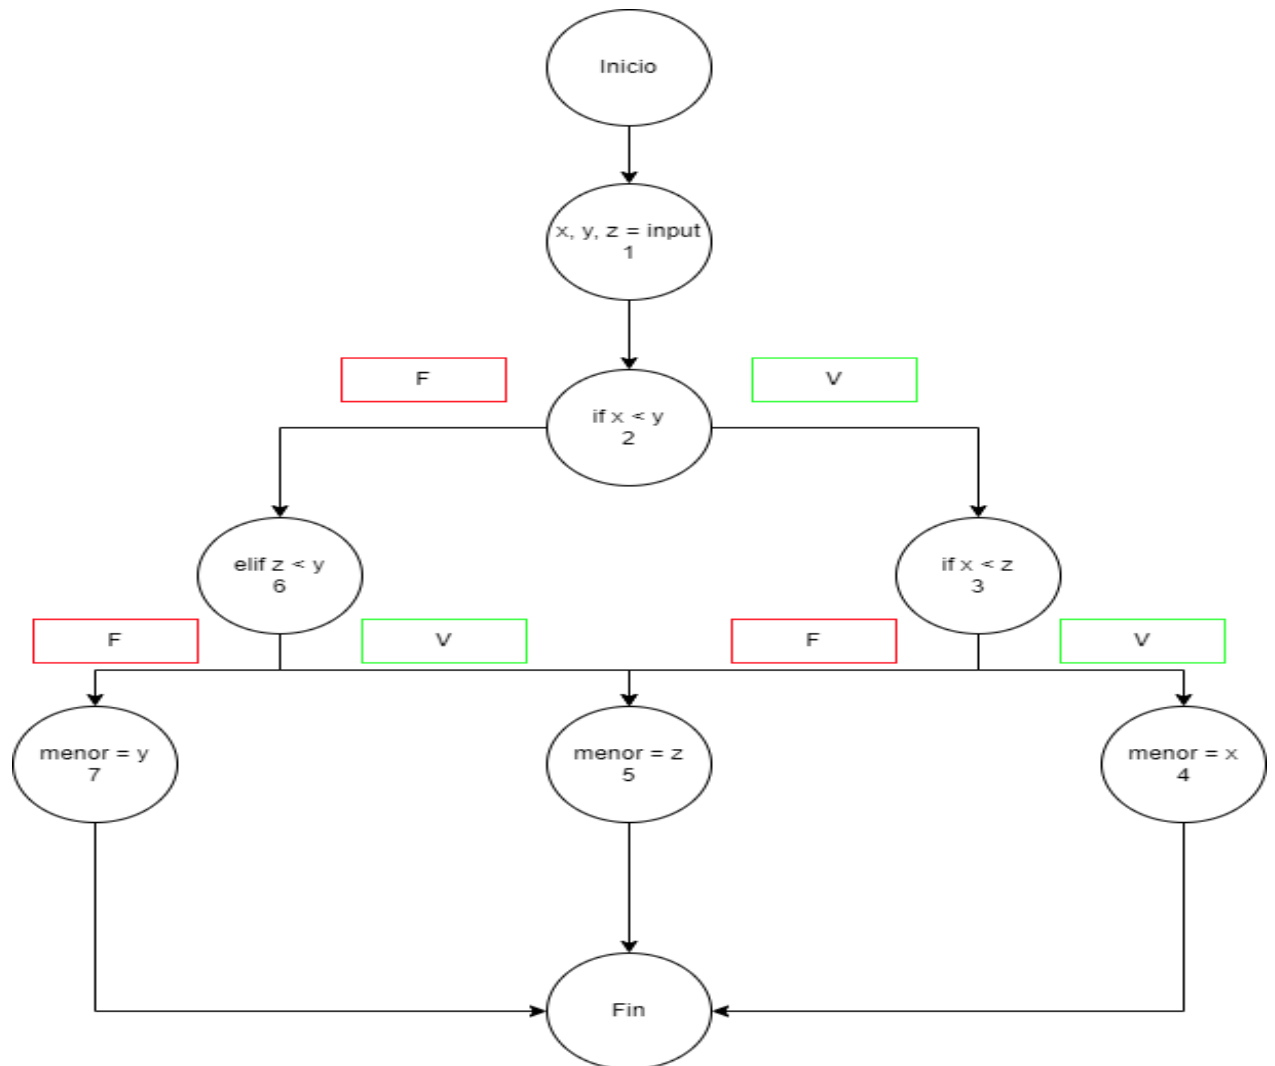 Inicio
x, y, z = input
1
F
V
if x < y
2
elif z < y
6
if x < z
3
F
V
F
V
menor = y
7
menor = z
5
menor = x
4
Fin